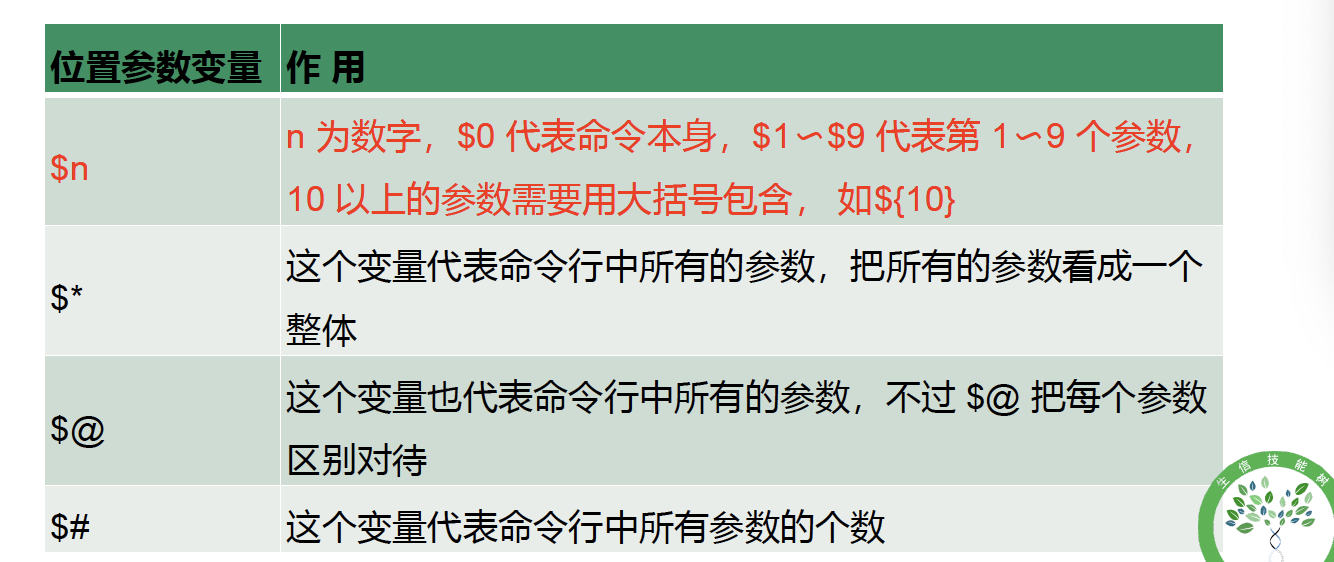 位置参数变量 作 用
$n
n 为数字，$0 代表命令本身，$1～$9 代表第 1～9 个参数，
10 以上的参数需要用大括号包含， 如${10}
$*
这个变量代表命令行中所有的参数，把所有的参数看成一个
整体
$@
这个变量也代表命令行中所有的参数，不过 $@ 把每个参数
区别对待
$# 这个变量代表命令行中所有参数的个数
生信技能树